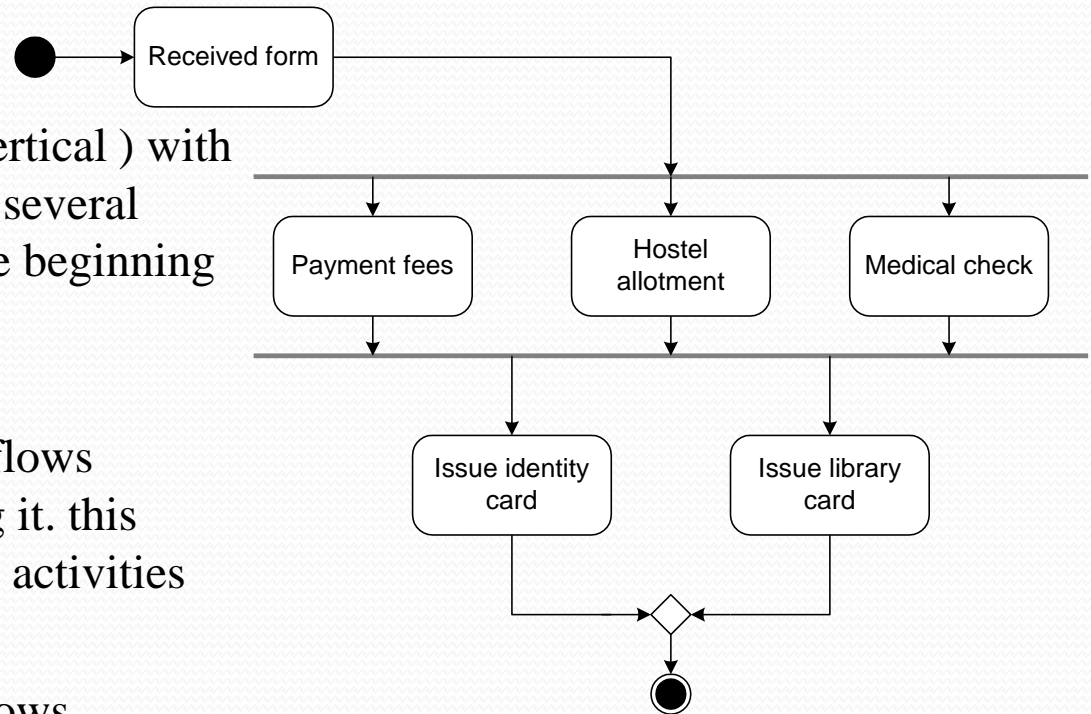 Received form
ertical ) with
several
e beginning
Payment fees
Hostel
allotment
Medical check
flows
g it. this
activities
Issue identity
card
Issue library
card